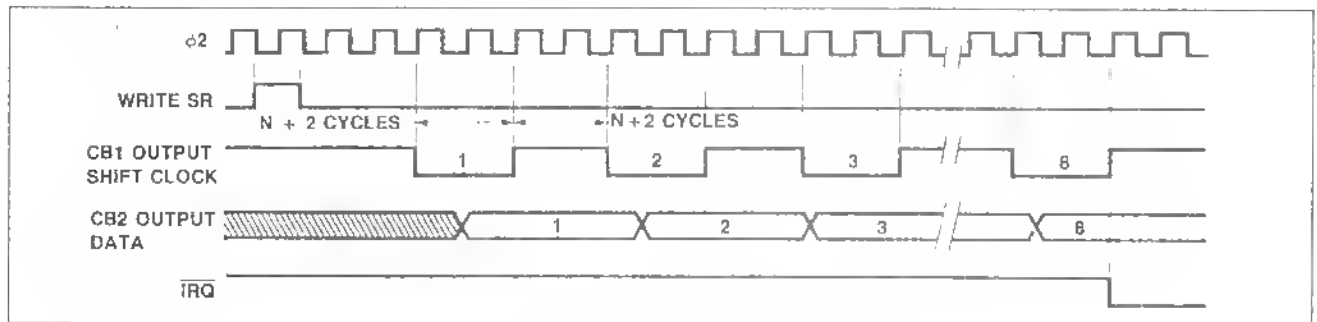 ϕ2
WRITE SR
N + 2 CYCLES N + 2 CYCLES
CB1 OUTPUT
SHIFT CLOCK
1 2 3 8
CB2 OUTPUT
DATA
1 2 3 8
IRQ